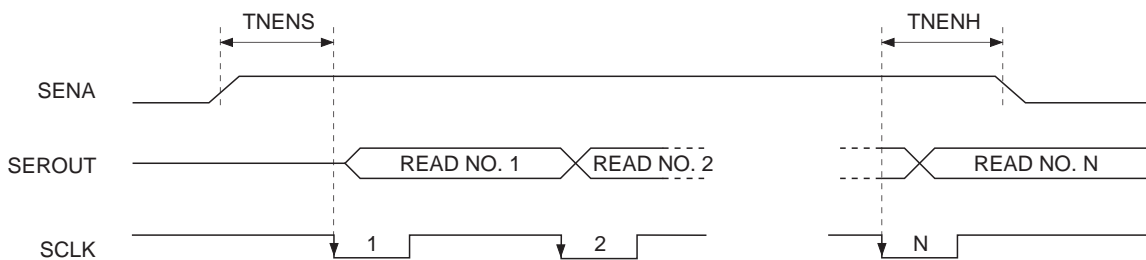 TNENS
TNENH
SENA
SEROUT
READ NO. 1
READ NO. 2
READ NO. N
SCLK
1
2
N